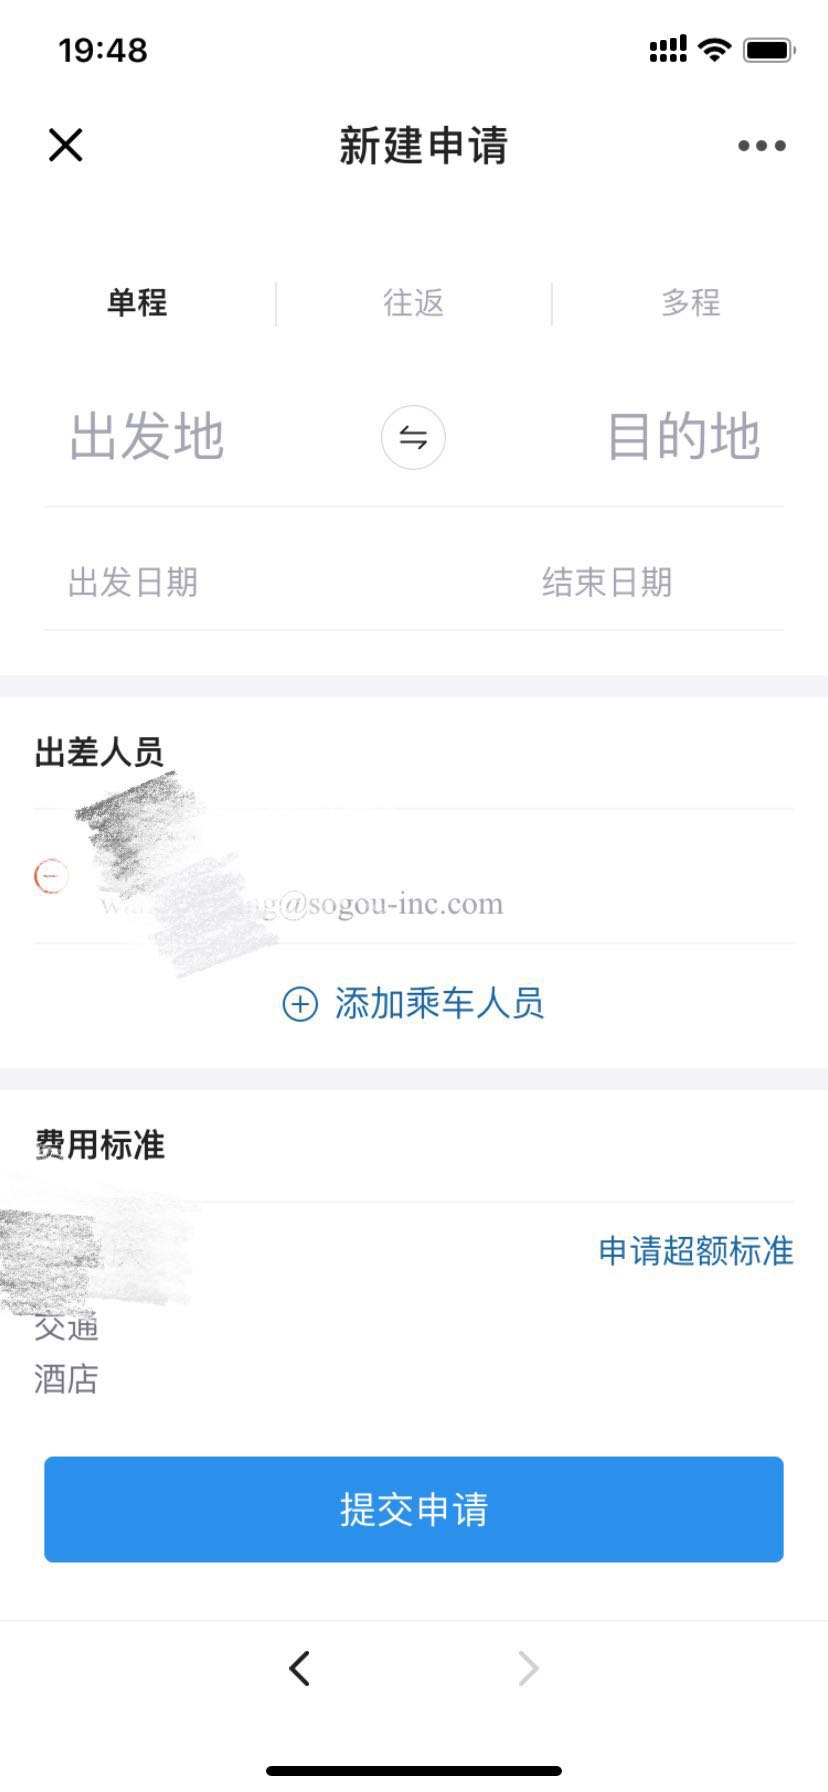 19:48
新建申请
单程 往返 多程
出发地 目的地
出发日期 结束日期
出差人员
@sogou-inc.com
添加乘车人员
费用标准
申请超额标准
交通
酒店
提交申请